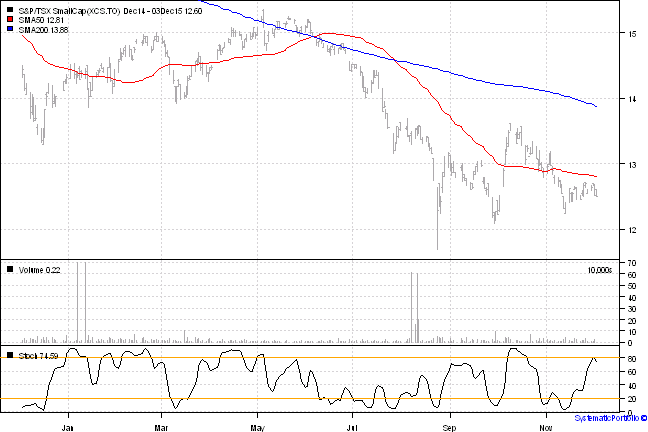 S&P/TSX SmallCap(XCS.TO) Dec14 - 03Dec15 12.60
SMA50 12.81
SMA200 13.88
15
14
13
12
Volume 0.22
10,000s
70
60
50
40
30
20
10
0
Stoch 74.59
80
60
40
20
0
Jan
Mar
May
Jul
Sep
Nov
SystematicPortfolio ©